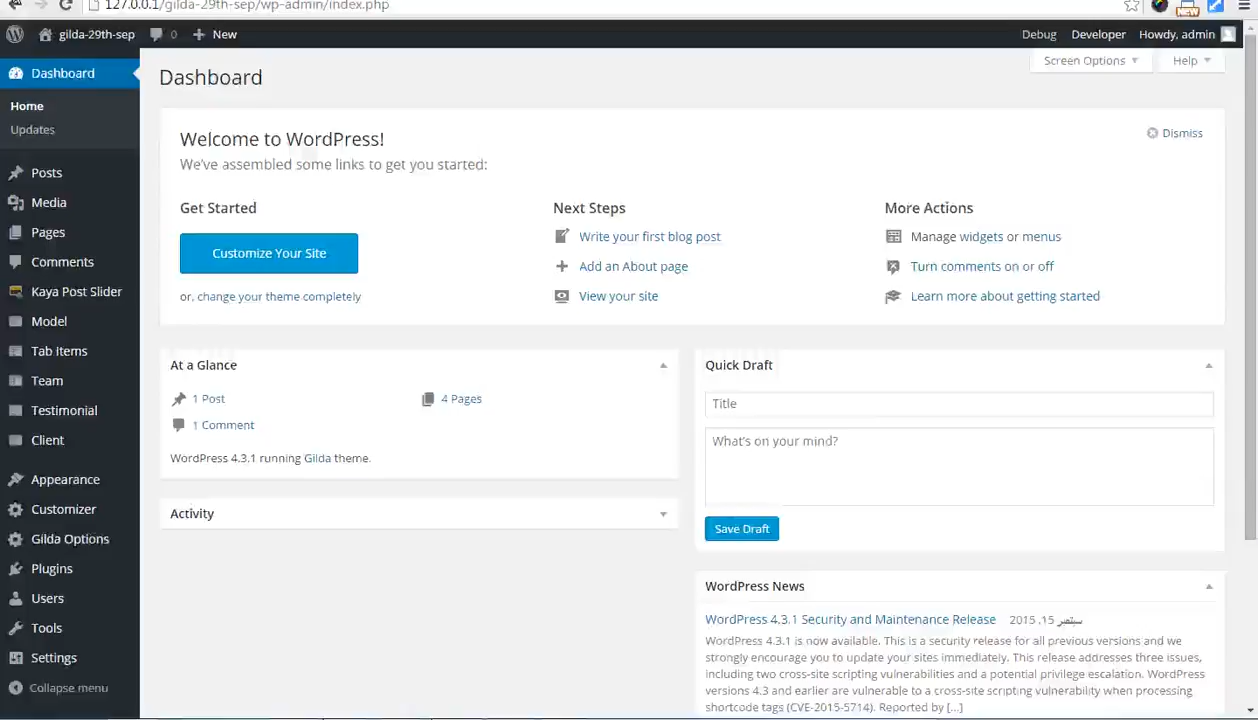 127.0.0.1/gilda-29th-sep/wp-admin/index.php
NEW
gilda-29th-sep 0 New Debug Developer Howdy, admin
Screen Options Help
Dashboard
Home
Updates
Posts
Media
Pages
Comments
Kaya Post Slider
Model
Tab Items
Team
Testimonial
Client
Appearance
Customizer
Gilda Options
Plugins
Users
Tools
Settings
Collapse menu
Dashboard
Welcome to WordPress!
Dismiss
We've assembled some links to get you started:
Get Started
Customize Your Site
or, change your theme completely
Next Steps
Write your first blog post
Add an About page
View your site
More Actions
Manage widgets or menus
Turn comments on or off
Learn more about getting started
At a Glance
1 Post 4 Pages
1 Comment
WordPress 4.3.1 running Gilda theme.
Activity
Quick Draft
Title
What's on your mind?
Save Draft
WordPress News
WordPress 4.3.1 Security and Maintenance Release ستمبر 15, 2015
WordPress 4.3.1 is now available. This is a security release for all previous versions and we
strongly encourage you to update your sites immediately. This release addresses three issues,
including two cross-site scripting vulnerabilities and a potential privilege escalation. WordPress
versions 4.3 and earlier are vulnerable to a cross-site scripting vulnerability when processing
shortcode tags (CVE-2015-5714). Reported by [...]